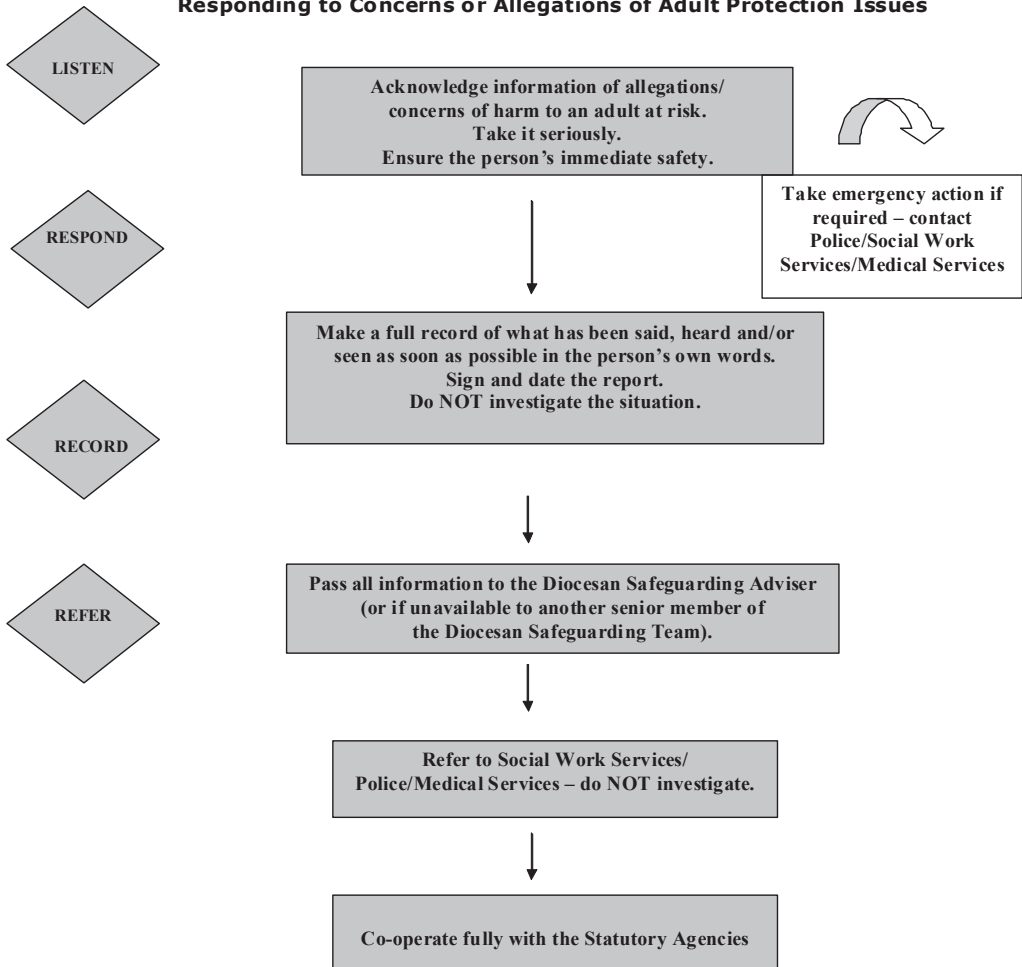 Responding to Concerns or Allegations of Adult Protection Issues
LISTEN
Acknowledge information of allegations/
concerns of harm to an adult at risk.
Take it seriously.
Ensure the person's immediate safety.
Take emergency action if
required – contact
Police/Social Work
Services/Medical Services
RESPOND
Make a full record of what has been said, heard and/or
seen as soon as possible in the person's own words.
Sign and date the report.
Do NOT investigate the situation.
RECORD
Pass all information to the Diocesan Safeguarding Adviser
(or if unavailable to another senior member of
the Diocesan Safeguarding Team).
REFER
Refer to Social Work Services/
Police/Medical Services – do NOT investigate.
Co-operate fully with the Statutory Agencies